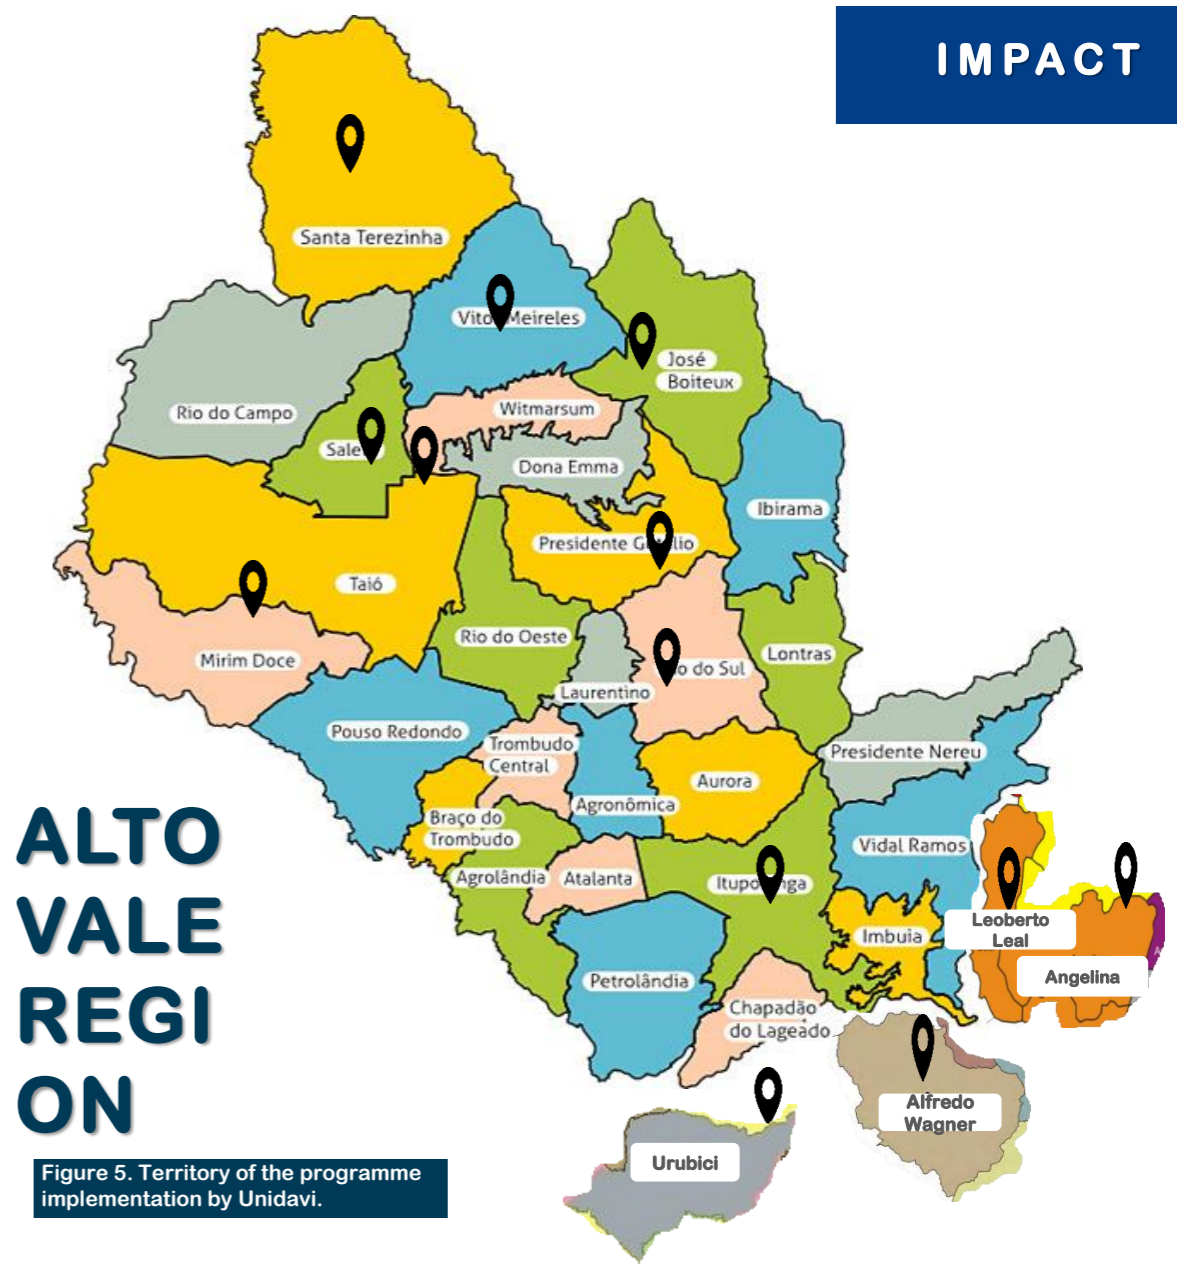 IMPACT
Santa Terezinha
Meireles
José
Boiteux
Rio do Campo
Witmarsum
Dona Emma
Ibirama
Presidente
Taió
Rio do Oeste
Lontras
Mirim Doce
do Sul
Laurentino
Pouso Redondo
Trombudo
Central
Presidente Nereu
Aurora
Agronômica
Braço do
Trombudo
Vidal Ramos
Agrolândia
Atalanta
Leoberto
Leal
Imbuia
Angelina
Petrolândia
Chapadão
do Lageado
Alfredo
Wagner
Urubici
ALTO
VALE
REGI
ON
Figure 5. Territory of the programme
implementation by Unidavi.